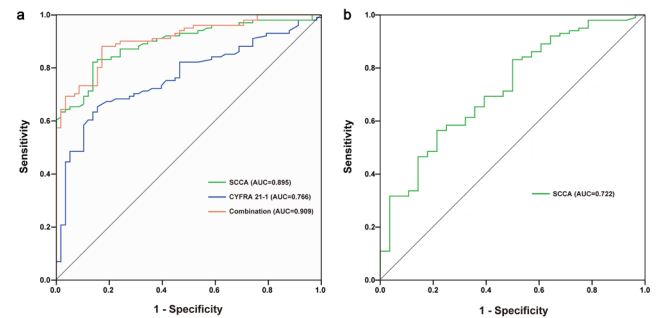 a
Sensitivity
1.0
0.8
0.6
0.4
0.2
0.0
0.0 0.2 0.4 0.6 0.8 1.0
1 - Specificity
SCCA (AUC=0.895)
CYFRA 21-1 (AUC=0.766)
Combination (AUC=0.909)
b
Sensitivity
1.0
0.8
0.6
0.4
0.2
0.0
0.0 0.2 0.4 0.6 0.8 1.0
1 - Specificity
SCCA (AUC=0.722)